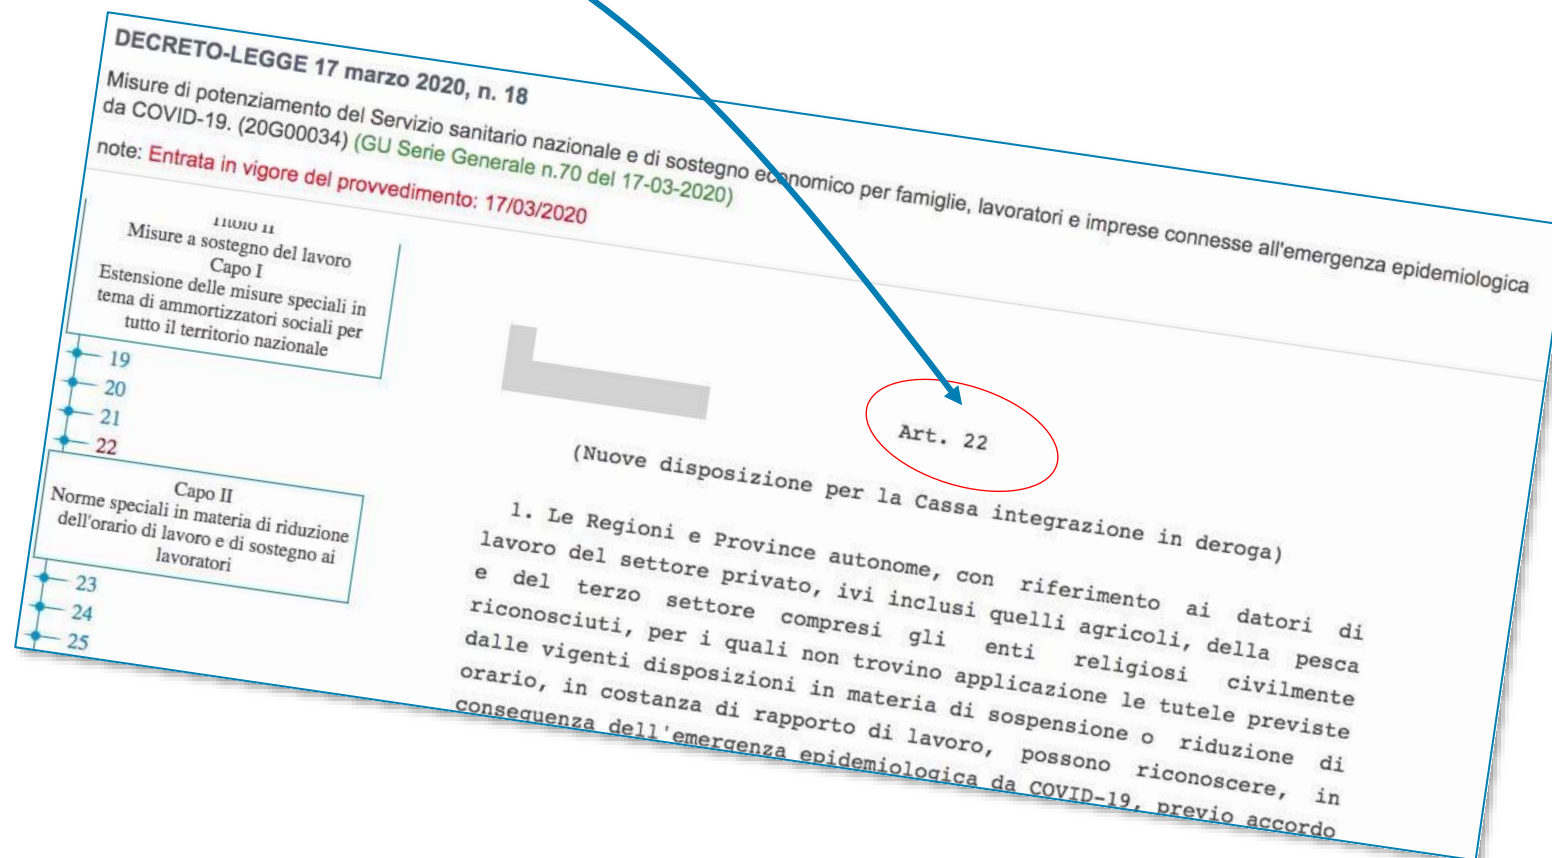 DECRETO-LEGGE 17 marzo 2020, n. 18
Misure di potenziamento del Servizio sanitario nazionale e di sostegno economico per famiglie, lavoratori e imprese connesse all'emergenza epidemiologica
da COVID-19. (20G00034) (GU Serie Generale n.70 del 17-03-2020)
note: Entrata in vigore del provvedimento: 17/03/2020
Titolo II
Misure a sostegno del lavoro
Capo I
Estensione delle misure speciali in
tema di ammortizzatori sociali per
tutto il territorio nazionale
19
20
21
22
Capo II
Norme speciali in materia di riduzione
dell'orario di lavoro e di sostegno ai
lavoratori
23
24
25
Art. 22
(Nuove disposizione per la Cassa integrazione in deroga)
1. Le Regioni e Province autonome, con riferimento ai datori di
lavoro del settore privato, ivi inclusi quelli agricoli, della pesca
e del terzo settore compresi gli enti religiosi civilmente
riconosciuti, per i quali non trovino applicazione le tutele previste
dalle vigenti disposizioni in materia di sospensione o riduzione di
orario, in costanza di rapporto di lavoro, possono riconoscere, in
conseguenza dell'emergenza epidemiologica da COVID-19, previo accordo